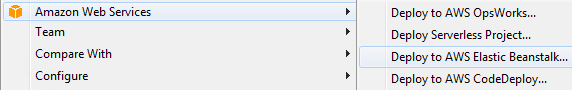 Amazon Web Services
Team
Compare With
Configure
Deploy to AWS OpsWorks...
Deploy Serverless Project...
Deploy to AWS Elastic Beanstalk...
Deploy to AWS CodeDeploy...